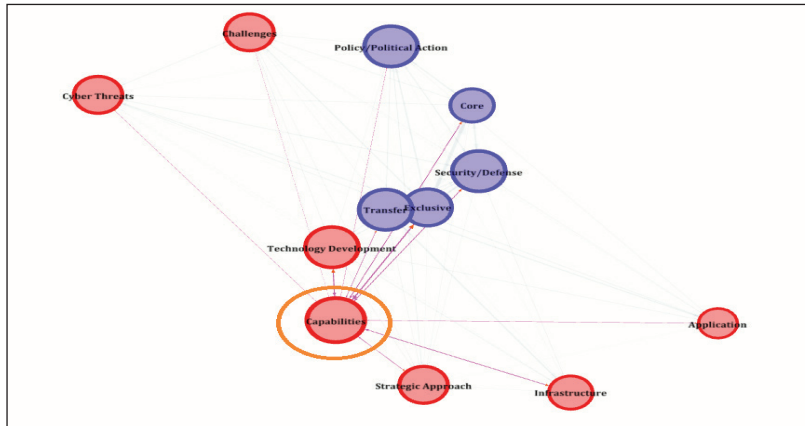 Challenges
Policy/Political Action
Cyber Threats
Core
Security/Defense
Transfer
Exclusive
Technology Development
Capabilities
Application
Strategic Approach
Infrastructure